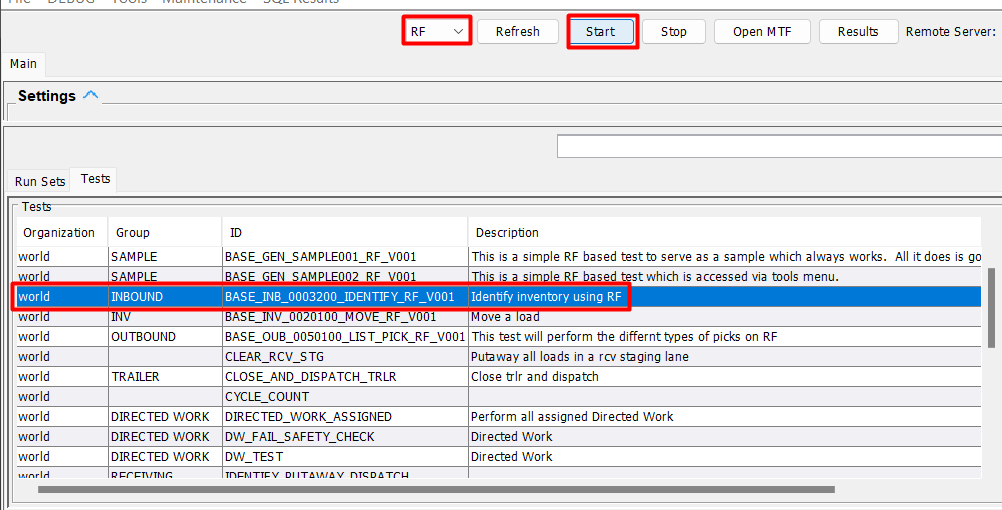 File DEBUG Tools Maintenance SQL Results
RF Refresh Start Stop Open MTF Results Remote Server:
Main
Settings
Run Sets Tests
Tests
Organization Group ID Description
world SAMPLE BASE_GEN_SAMPLE001_RF_V001 This is a simple RF based test to serve as a sample which always works. All it does is go
world SAMPLE BASE_GEN_SAMPLE002_RF_V001 This is a simple RF based test which is accessed via tools menu.
world INBOUND BASE_INB_0003200_IDENTIFY_RF_V001 Identify inventory using RF
world INV BASE_INV_0020100_MOVE_RF_V001 Move a load
world OUTBOUND BASE_OUB_0050100_LIST_PICK_RF_V001 This test will perform the differnt types of picks on RF
world CLEAR_RCV_STG Putaway all loads in a rcv staging lane
world TRAILER CLOSE_AND_DISPATCH_TRLR Close trlr and dispatch
world CYCLE_COUNT
world DIRECTED WORK DIRECTED_WORK_ASSIGNED Perform all assigned Directed Work
world DIRECTED WORK DW_FAIL_SAFETY_CHECK Directed Work
world DIRECTED WORK DW_TEST Directed Work
world RECEIVING IDENTIFY_PUTAWAY_DISPATCH